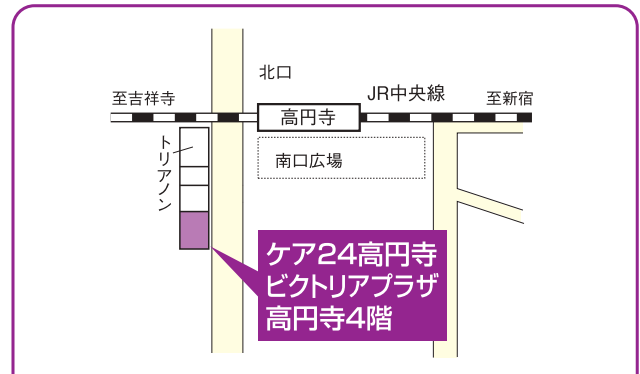 北口
JR中央線
至吉祥寺
至新宿
高円寺
南口広場
トリアノン
ケア24高円寺
ビクトリアプラザ
高円寺4階